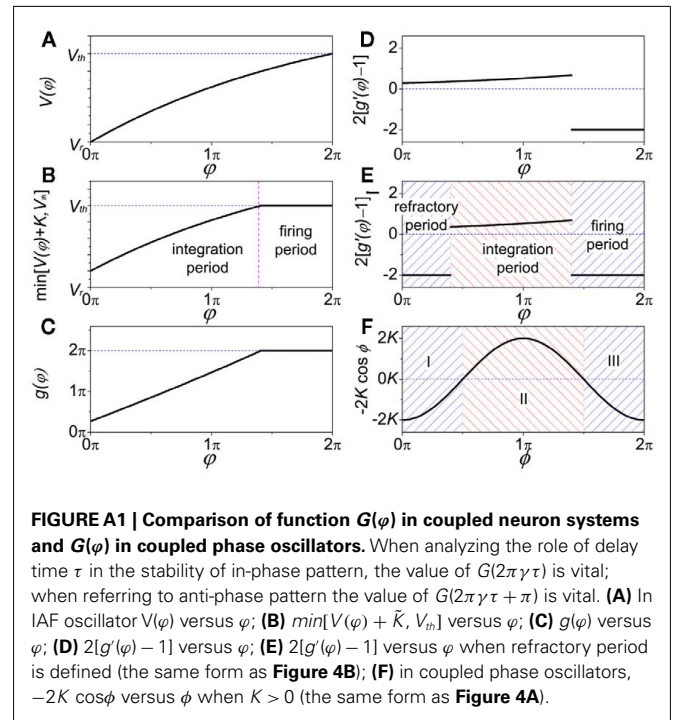 A
V(φ)
V_th
V_r
0π
1π
2π
φ
D
2[g'(φ)−1]
2
0
-2
0π
1π
2π
φ
B
min[V(φ)+K, V_th]
V_th
V_r
integration
period
firing
period
0π
1π
2π
φ
E
2[g'(φ)−1]
2
0
-2
refractory
period
integration
period
firing
period
0π
1π
2π
φ
C
g(φ)
2π
1π
0π
0π
1π
2π
φ
F
-2K cos ϕ
2K
0K
-2K
I
II
III
0π
1π
2π
ϕ
FIGURE A1 | Comparison of function G(φ) in coupled neuron systems
and G(φ) in coupled phase oscillators. When analyzing the role of delay
time τ in the stability of in-phase pattern, the value of G(2πγτ) is vital;
when referring to anti-phase pattern the value of G(2πγτ + π) is vital. (A) In
IAF oscillator V(φ) versus φ; (B) min[V(φ) + K̃, V_th] versus φ; (C) g(φ) versus
φ; (D) 2[g′(φ) − 1] versus φ; (E) 2[g′(φ) − 1] versus φ when refractory period
is defined (the same form as Figure 4B); (F) in coupled phase oscillators,
−2K cosϕ versus ϕ when K > 0 (the same form as Figure 4A).